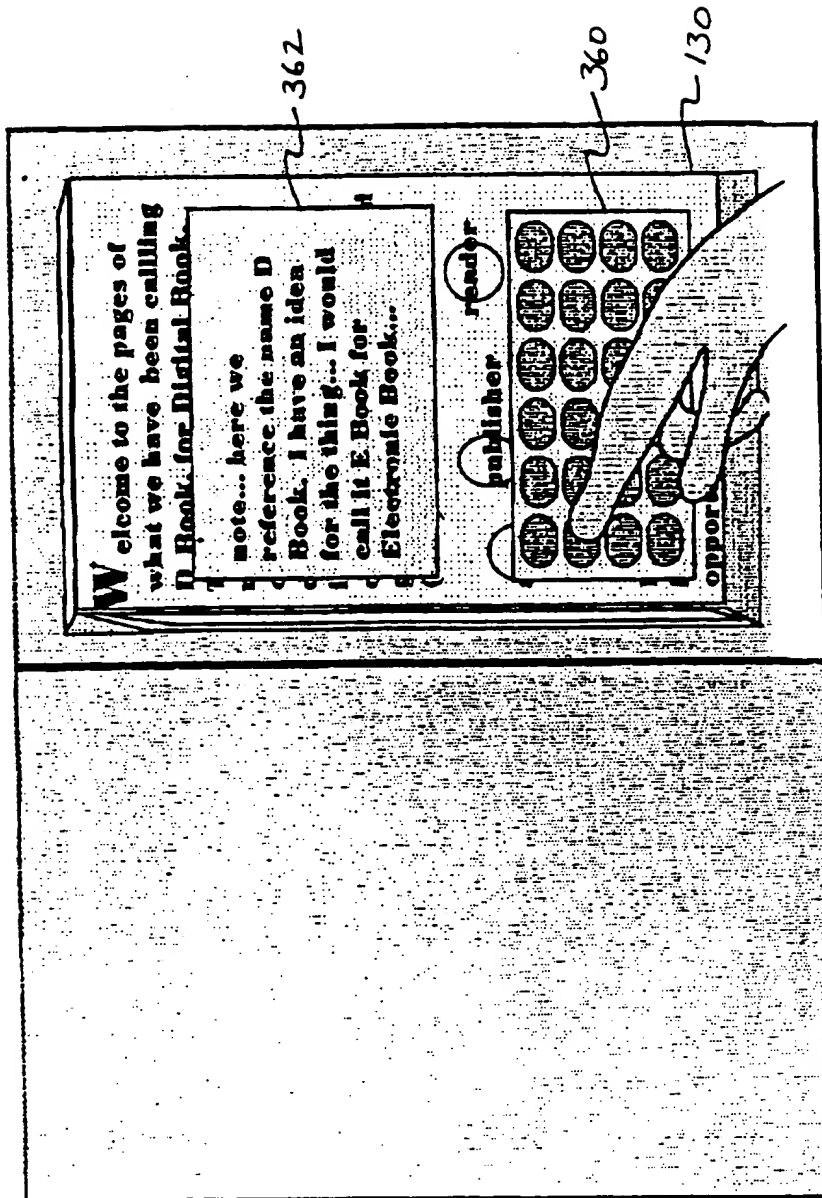 Welcome to the pages of
what we have been callling
D Book, for Digital Book.
note... here we
reference the name D
Book. I have an idea
for the thing... I would
call it E Book for
Electronic Book...
publisher
reader
oppor
362
360
130